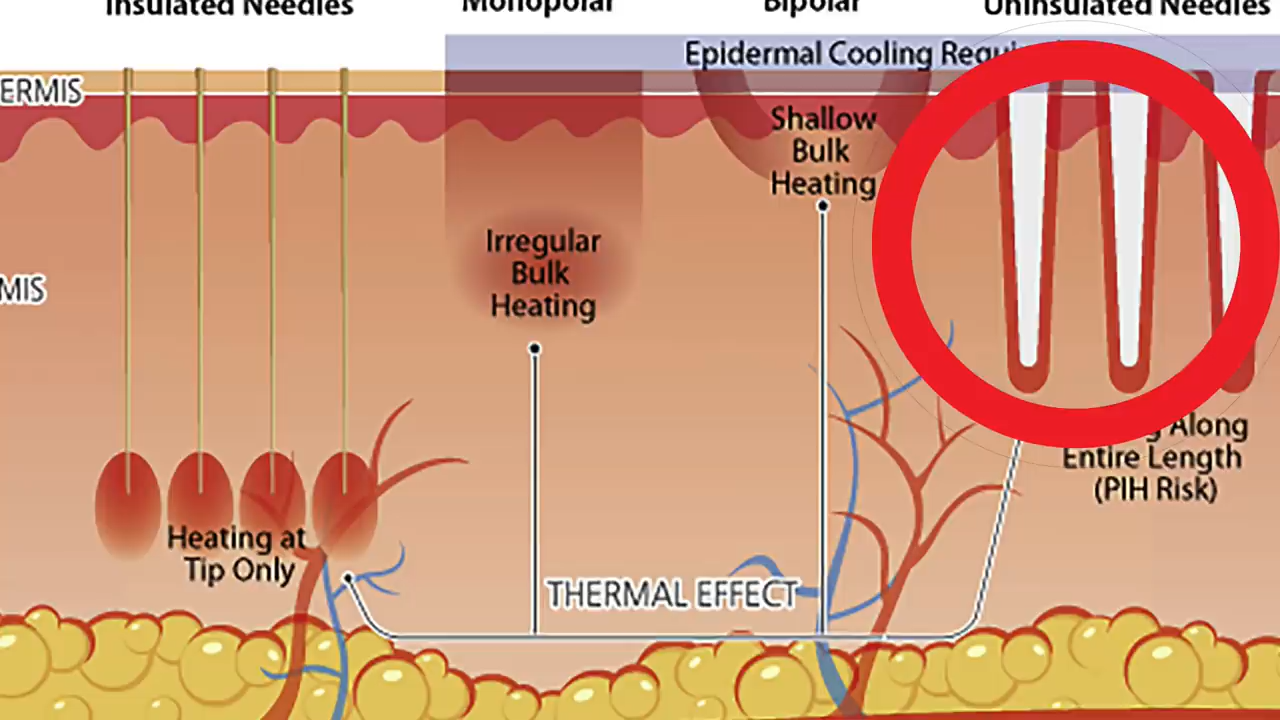 Insulated Needles
Monopolar
Bipolar
Uninsulated Needles
Epidermal Cooling
ERMIS
Shallow
Bulk
Heating
Irregular
Bulk
Heating
MIS
Along
Entire Length
(PIH Risk)
Heating at
Tip Only
THERMAL EFFECT